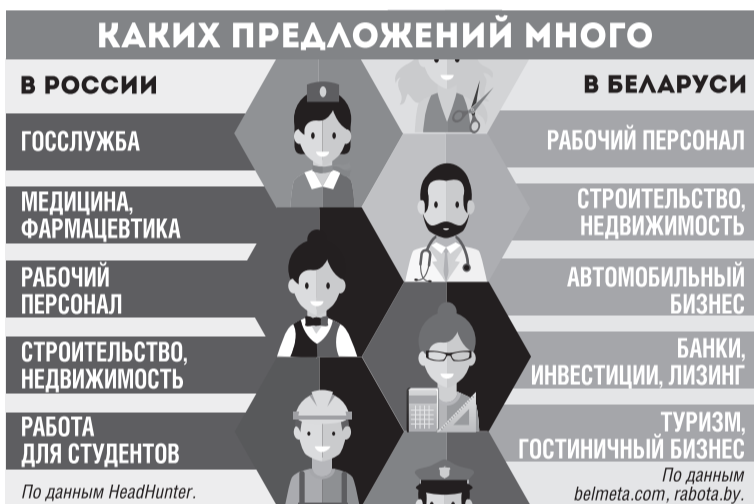 КАКИХ ПРЕДЛОЖЕНИЙ МНОГО
В РОССИИ
ГОССЛУЖБА
МЕДИЦИНА,
ФАРМАЦЕВТИКА
РАБОЧИЙ
ПЕРСОНАЛ
СТРОИТЕЛЬСТВО,
НЕДВИЖИМОСТЬ
РАБОТА
ДЛЯ СТУДЕНТОВ
По данным HeadHunter.
В БЕЛАРУСИ
РАБОЧИЙ ПЕРСОНАЛ
СТРОИТЕЛЬСТВО,
НЕДВИЖИМОСТЬ
АВТОМОБИЛЬНЫЙ
БИЗНЕС
БАНКИ,
ИНВЕСТИЦИИ, ЛИЗИНГ
ТУРИЗМ,
ГОСТИНИЧНЫЙ БИЗНЕС
По данным
belmeta.com, rabota.by.